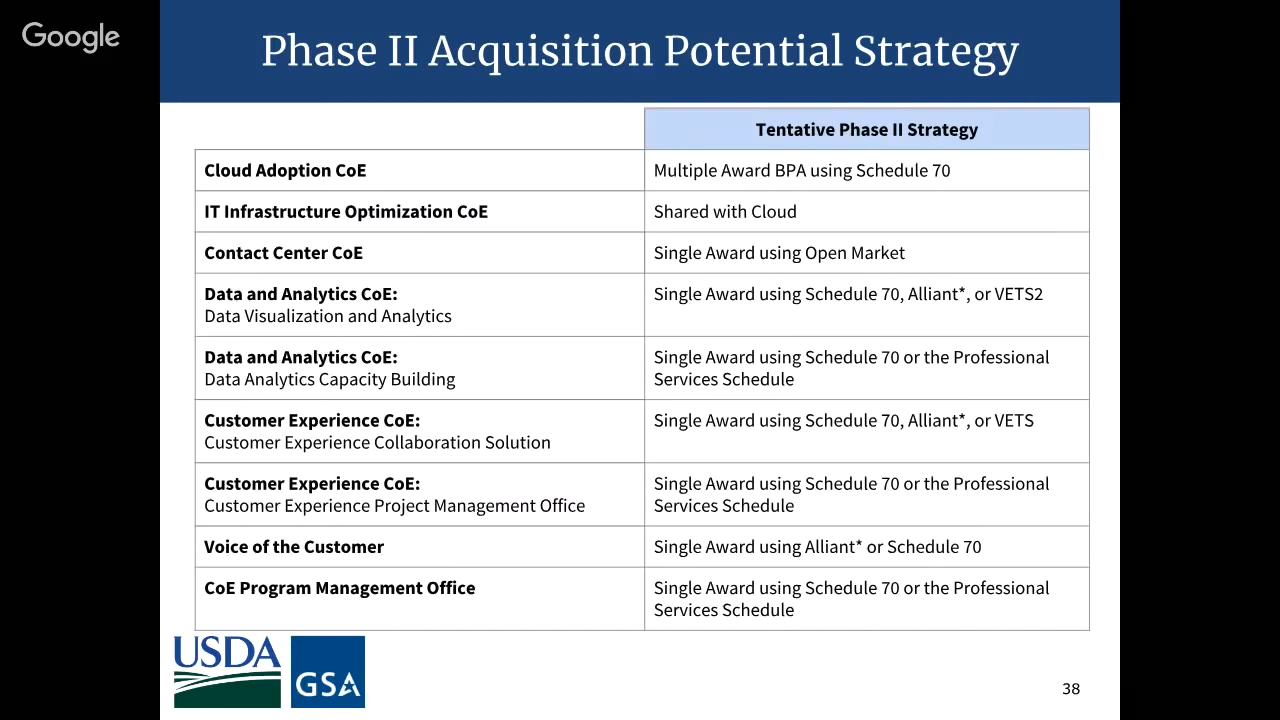 Google
Phase II Acquisition Potential Strategy
Tentative Phase II Strategy
Cloud Adoption CoE
Multiple Award BPA using Schedule 70
IT Infrastructure Optimization CoE
Shared with Cloud
Contact Center CoE
Single Award using Open Market
Data and Analytics CoE:
Data Visualization and Analytics
Single Award using Schedule 70, Alliant*, or VETS2
Data and Analytics CoE:
Data Analytics Capacity Building
Single Award using Schedule 70 or the Professional
Services Schedule
Customer Experience CoE:
Customer Experience Collaboration Solution
Single Award using Schedule 70, Alliant*, or VETS
Customer Experience CoE:
Customer Experience Project Management Office
Single Award using Schedule 70 or the Professional
Services Schedule
Voice of the Customer
Single Award using Alliant* or Schedule 70
CoE Program Management Office
Single Award using Schedule 70 or the Professional
Services Schedule
USDA
GSA
38